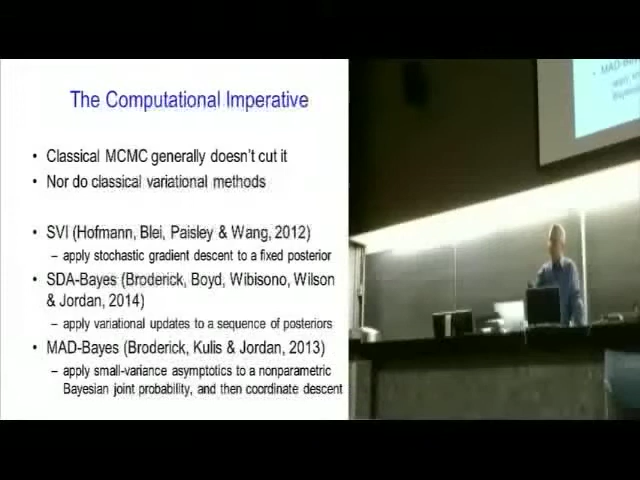 The Computational Imperative
• Classical MCMC generally doesn't cut it
• Nor do classical variational methods
• SVI (Hofmann, Blei, Paisley & Wang, 2012)
– apply stochastic gradient descent to a fixed posterior
• SDA-Bayes (Broderick, Boyd, Wibisono, Wilson
& Jordan, 2014)
– apply variational updates to a sequence of posteriors
• MAD-Bayes (Broderick, Kulis & Jordan, 2013)
– apply small-variance asymptotics to a nonparametric
Bayesian joint probability, and then coordinate descent